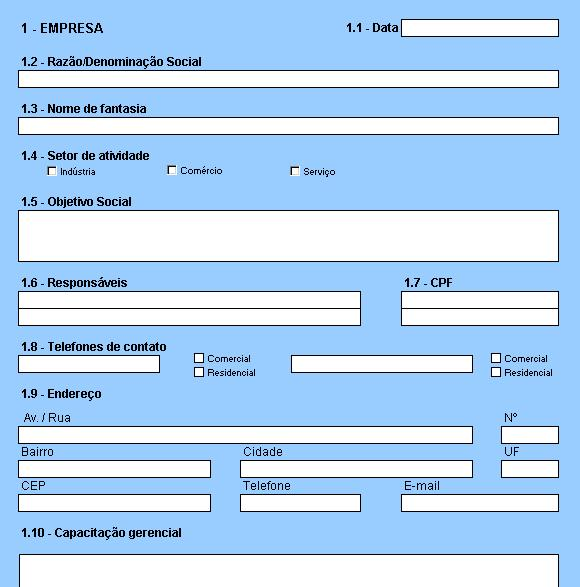 1 - EMPRESA 1.1 - Data
1.2 - Razão/Denominação Social
1.3 - Nome de fantasia
1.4 - Setor de atividade
Indústria Comércio Serviço
1.5 - Objetivo Social
1.6 - Responsáveis 1.7 - CPF
1.8 - Telefones de contato
Comercial Comercial
Residencial Residencial
1.9 - Endereço
Av. / Rua Nº
Bairro Cidade UF
CEP Telefone E-mail
1.10 - Capacitação gerencial